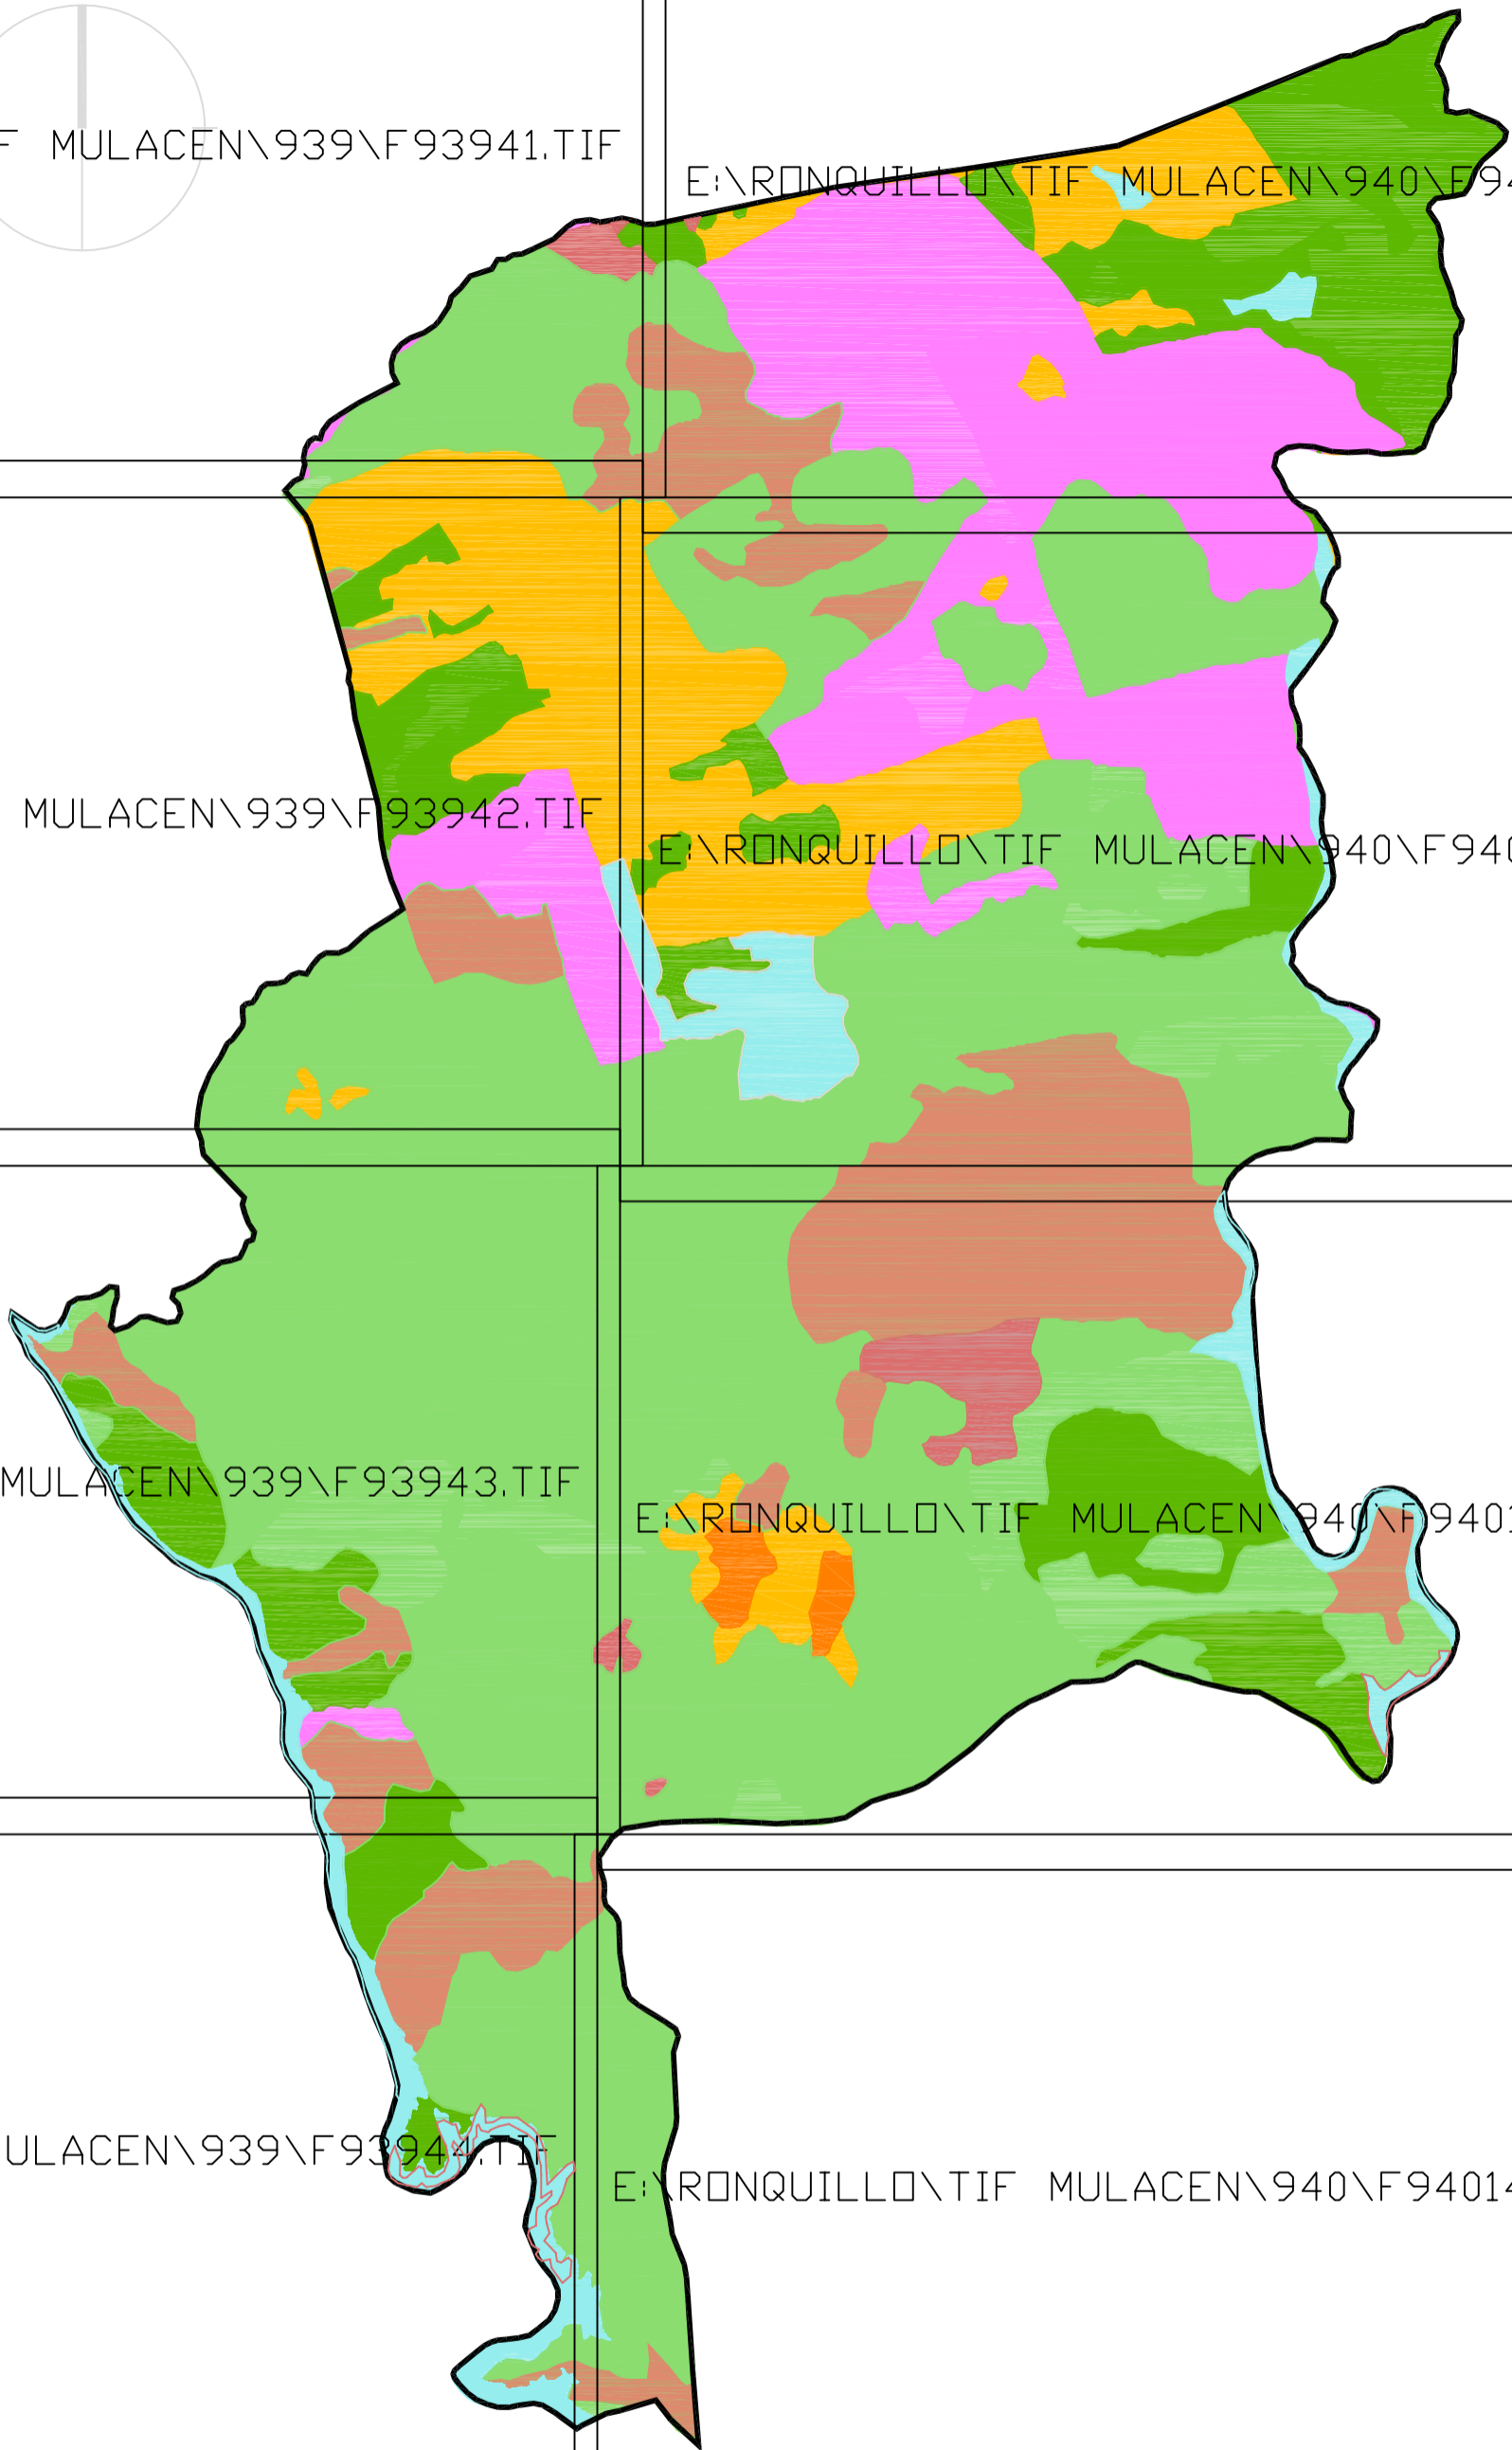 F MULACEN\939\F93941.TIF
E:\RONQUILLO\TIF MULACEN\940\F94
MULACEN\939\F93942.TIF
E:\RONQUILLO\TIF MULACEN\940\F940
MULACEN\939\F93943.TIF
E:\RONQUILLO\TIF MULACEN\940\F9401
ULACEN\939\F93944.TIF
E:\RONQUILLO\TIF MULACEN\940\F94014